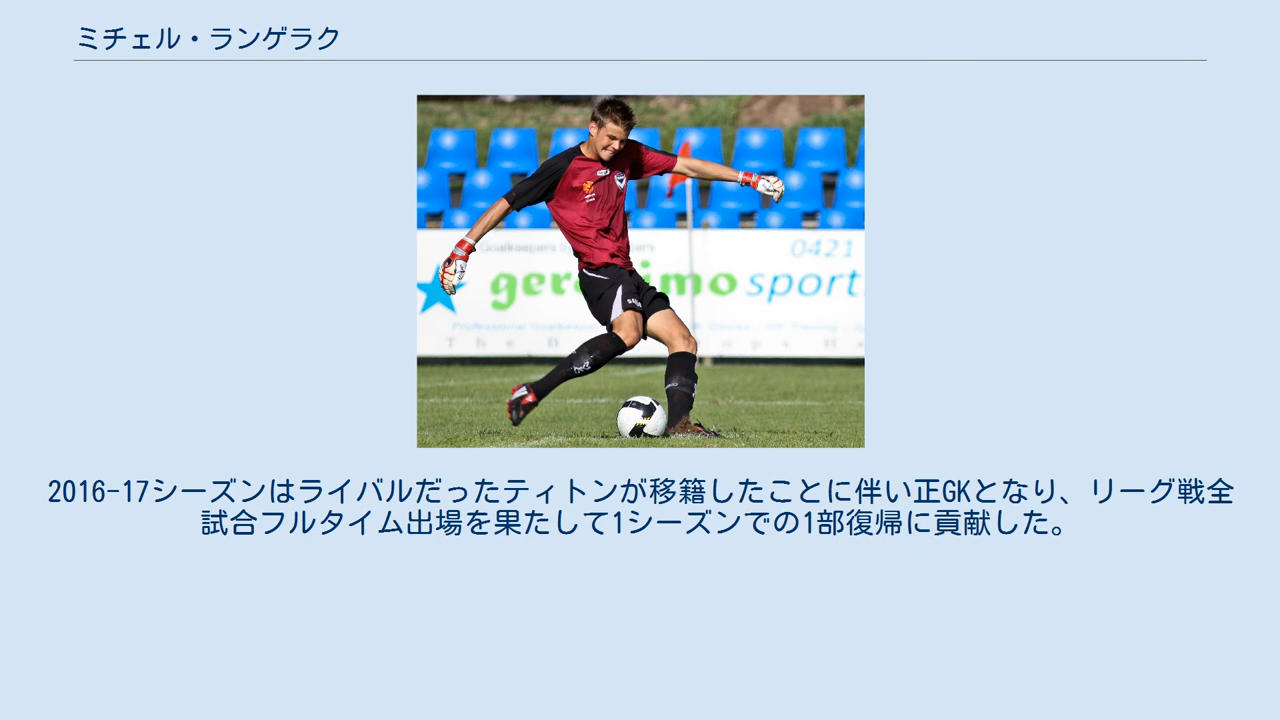 ミチェル・ランゲラク
0421
sport
2016-17シーズンはライバルだったティトンが移籍したことに伴い正GKとなり、リーグ戦全
試合フルタイム出場を果たして1シーズンでの1部復帰に貢献した。